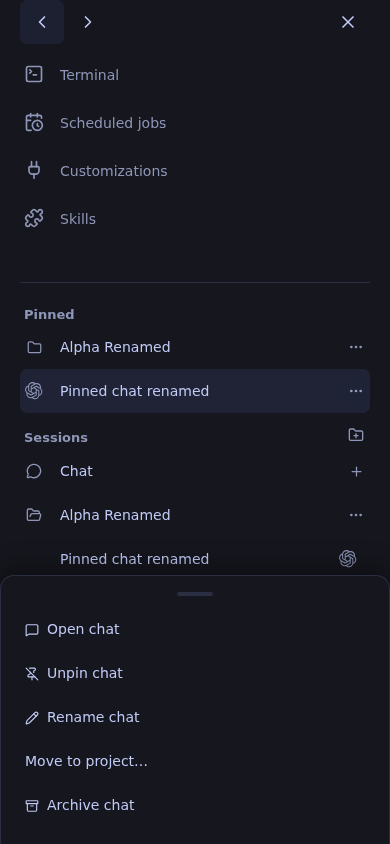 Terminal
Scheduled jobs
Customizations
Skills
Pinned
Alpha Renamed
Pinned chat renamed
Sessions
Chat
Alpha Renamed
Pinned chat renamed
Open chat
Unpin chat
Rename chat
Move to project…
Archive chat